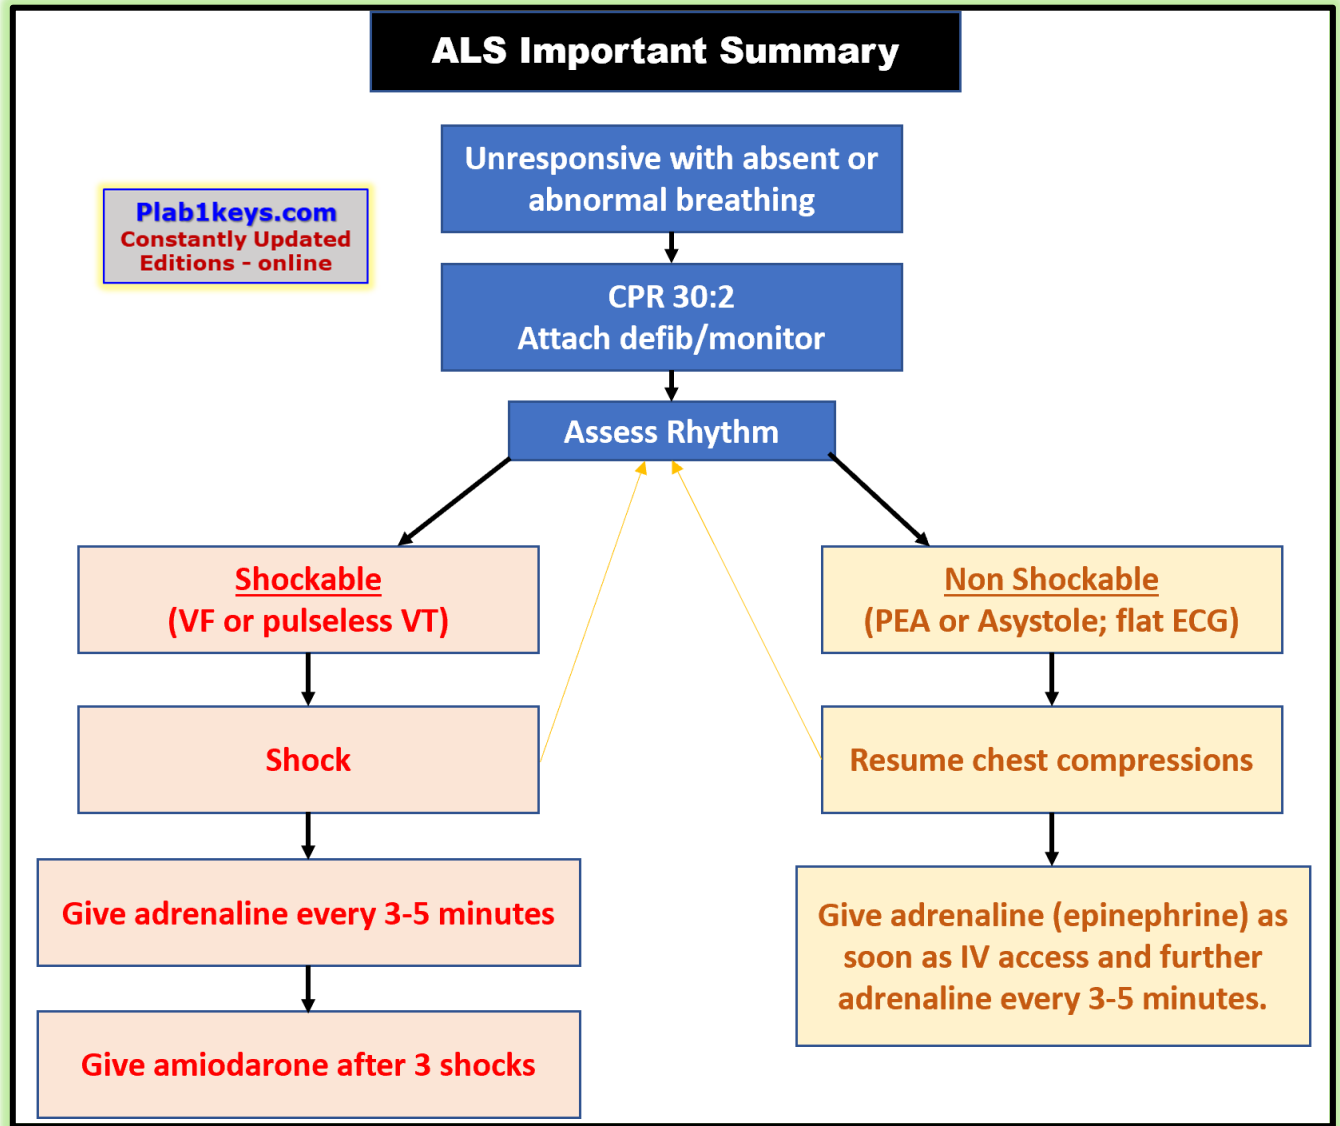 ALS Important Summary
Unresponsive with absent or
abnormal breathing
Plab1keys.com
Constantly Updated
Editions - online
CPR 30:2
Attach defib/monitor
Assess Rhythm
Shockable
(VF or pulseless VT)
Non Shockable
(PEA or Asystole; flat ECG)
Shock
Resume chest compressions
Give adrenaline every 3-5 minutes
Give adrenaline (epinephrine) as
soon as IV access and further
adrenaline every 3-5 minutes.
Give amiodarone after 3 shocks